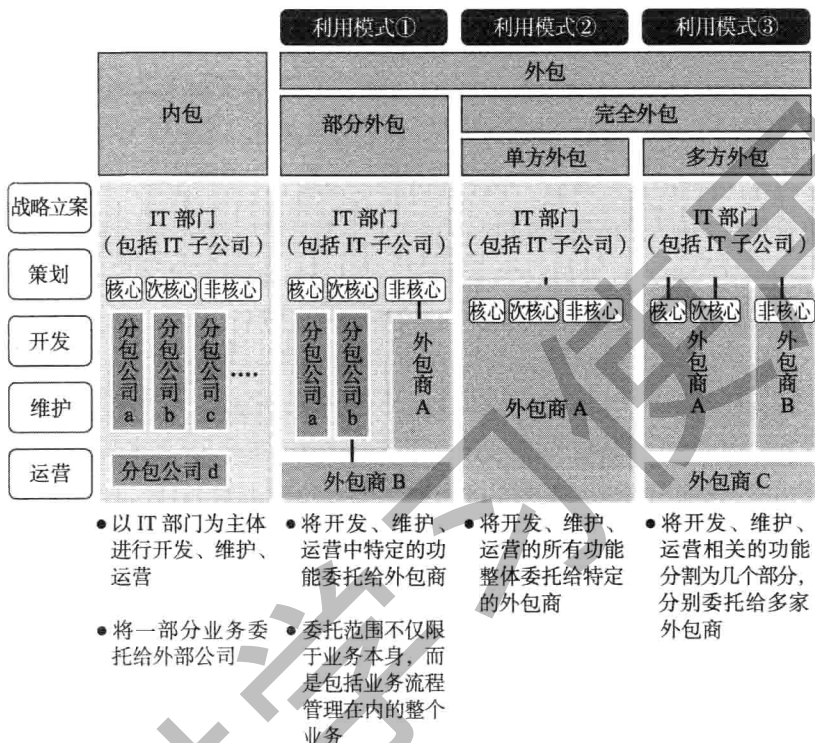 利用模式① 利用模式② 利用模式③
外包
内包 部分外包 完全外包
单方外包 多方外包
战略立案
策划
开发
维护
运营
IT 部门
（包括 IT 子公司）
核心 次核心 非核心
分包公司 a
分包公司 b
分包公司 c
····
分包公司 d
IT 部门
（包括 IT 子公司）
核心 次核心 非核心
分包公司 a
分包公司 b
外包商 A
外包商 B
IT 部门
（包括 IT 子公司）
核心 次核心 非核心
外包商 A
IT 部门
（包括 IT 子公司）
核心 次核心 非核心
外包商 A
外包商 B
外包商 C
● 以 IT 部门为主体
进行开发、维护、
运营
● 将一部分业务委
托给外部公司
● 将开发、维护、
运营中特定的功
能委托给外包商
● 委托范围不仅限
于业务本身，而
是包括业务流程
管理在内的整个
业务
● 将开发、维护、
运营的所有功能
整体委托给特定
的外包商
● 将开发、维护、
运营相关的功能
分割为几个部分，
分别委托给多家
外包商
学习使用